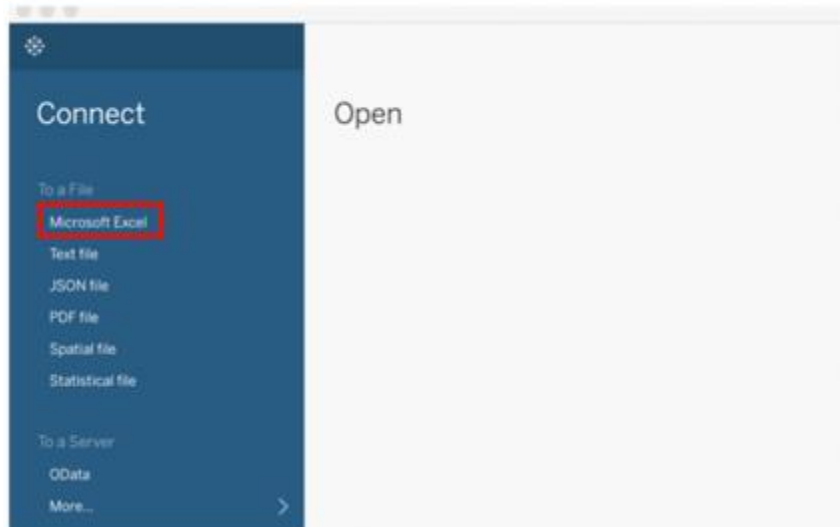 Connect
Open
To a File
Microsoft Excel
Text file
JSON file
PDF file
Spatial file
Statistical file
To a Server
OData
More...